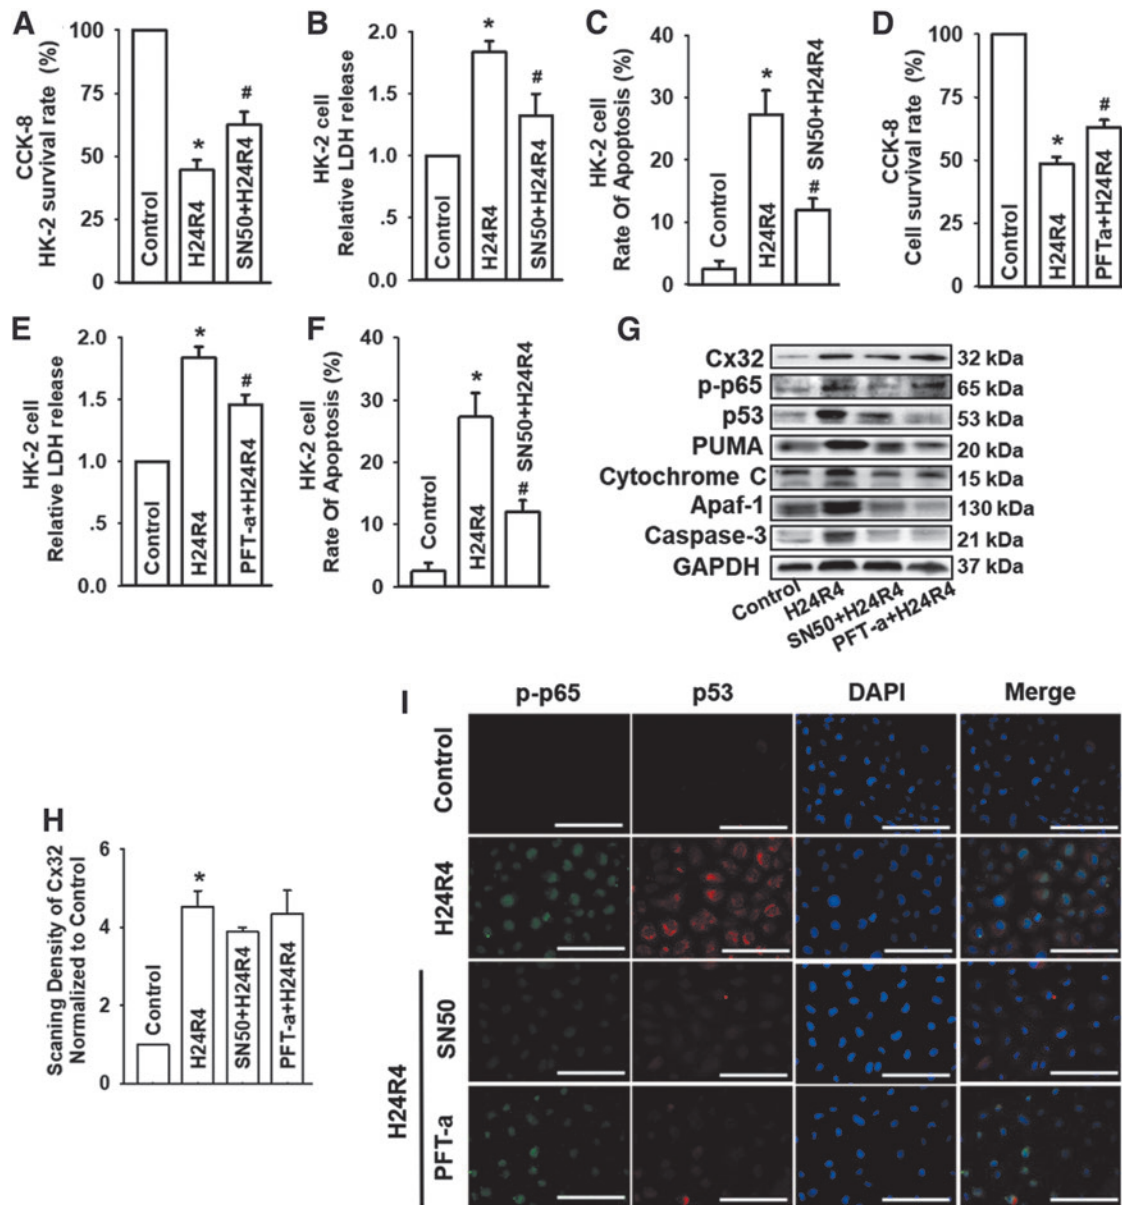 A
CCK-8
HK-2 survival rate (%)
100
75
50
25
0
Control
*
H24R4
#
SN50+H24R4
B
HK-2 cell
Relative LDH release
2.0
1.5
1.0
.5
0.0
Control
*
H24R4
#
SN50+H24R4
C
HK-2 cell
Rate Of Apoptosis (%)
40
30
20
10
0
Control
*
H24R4
# SN50+H24R4
D
CCK-8
Cell survival rate (%)
100
75
50
25
0
Control
*
H24R4
#
PFTa+H24R4
E
HK-2 cell
Relative LDH release
2.0
1.5
1.0
.5
0.0
Control
*
H24R4
#
PFT-a+H24R4
F
HK-2 cell
Rate Of Apoptosis (%)
40
30
20
10
0
Control
*
H24R4
# SN50+H24R4
G
Cx32 32 kDa
p-p65 65 kDa
p53 53 kDa
PUMA 20 kDa
Cytochrome C 15 kDa
Apaf-1 130 kDa
Caspase-3 21 kDa
GAPDH 37 kDa
Control
H24R4
SN50+H24R4
PFT-a+H24R4
H
Scaning Density of Cx32
Normalized to Control
6
4
2
0
Control
*
H24R4
SN50+H24R4
PFT-a+H24R4
I
p-p65 p53 DAPI Merge
Control
H24R4
H24R4
SN50
PFT-a